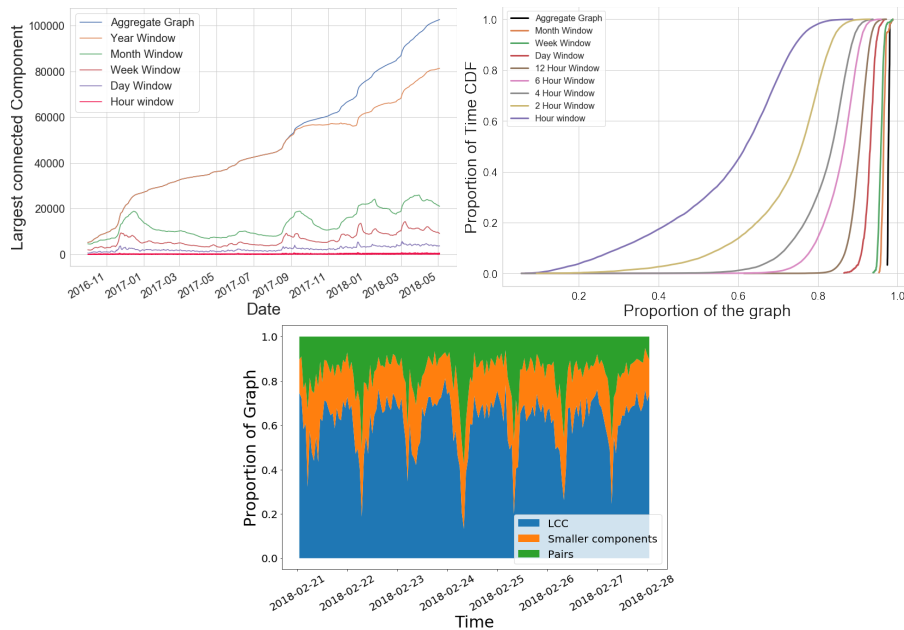 Largest connected Component
100000
80000
60000
40000
20000
0
Aggregate Graph
Year Window
Month Window
Week Window
Day Window
Hour window
2016-11
2017-01
2017-03
2017-05
2017-07
2017-09
2017-11
2018-01
2018-03
2018-05
Date
Proportion of Time CDF
1.0
0.8
0.6
0.4
0.2
0.0
Aggregate Graph
Month Window
Week Window
Day Window
12 Hour Window
6 Hour Window
4 Hour Window
2 Hour Window
Hour window
0.2
0.4
0.6
0.8
1.0
Proportion of the graph
Proportion of Graph
1.0
0.8
0.6
0.4
0.2
0.0
LCC
Smaller components
Pairs
2018-02-21
2018-02-22
2018-02-23
2018-02-24
2018-02-25
2018-02-26
2018-02-27
2018-02-28
Time